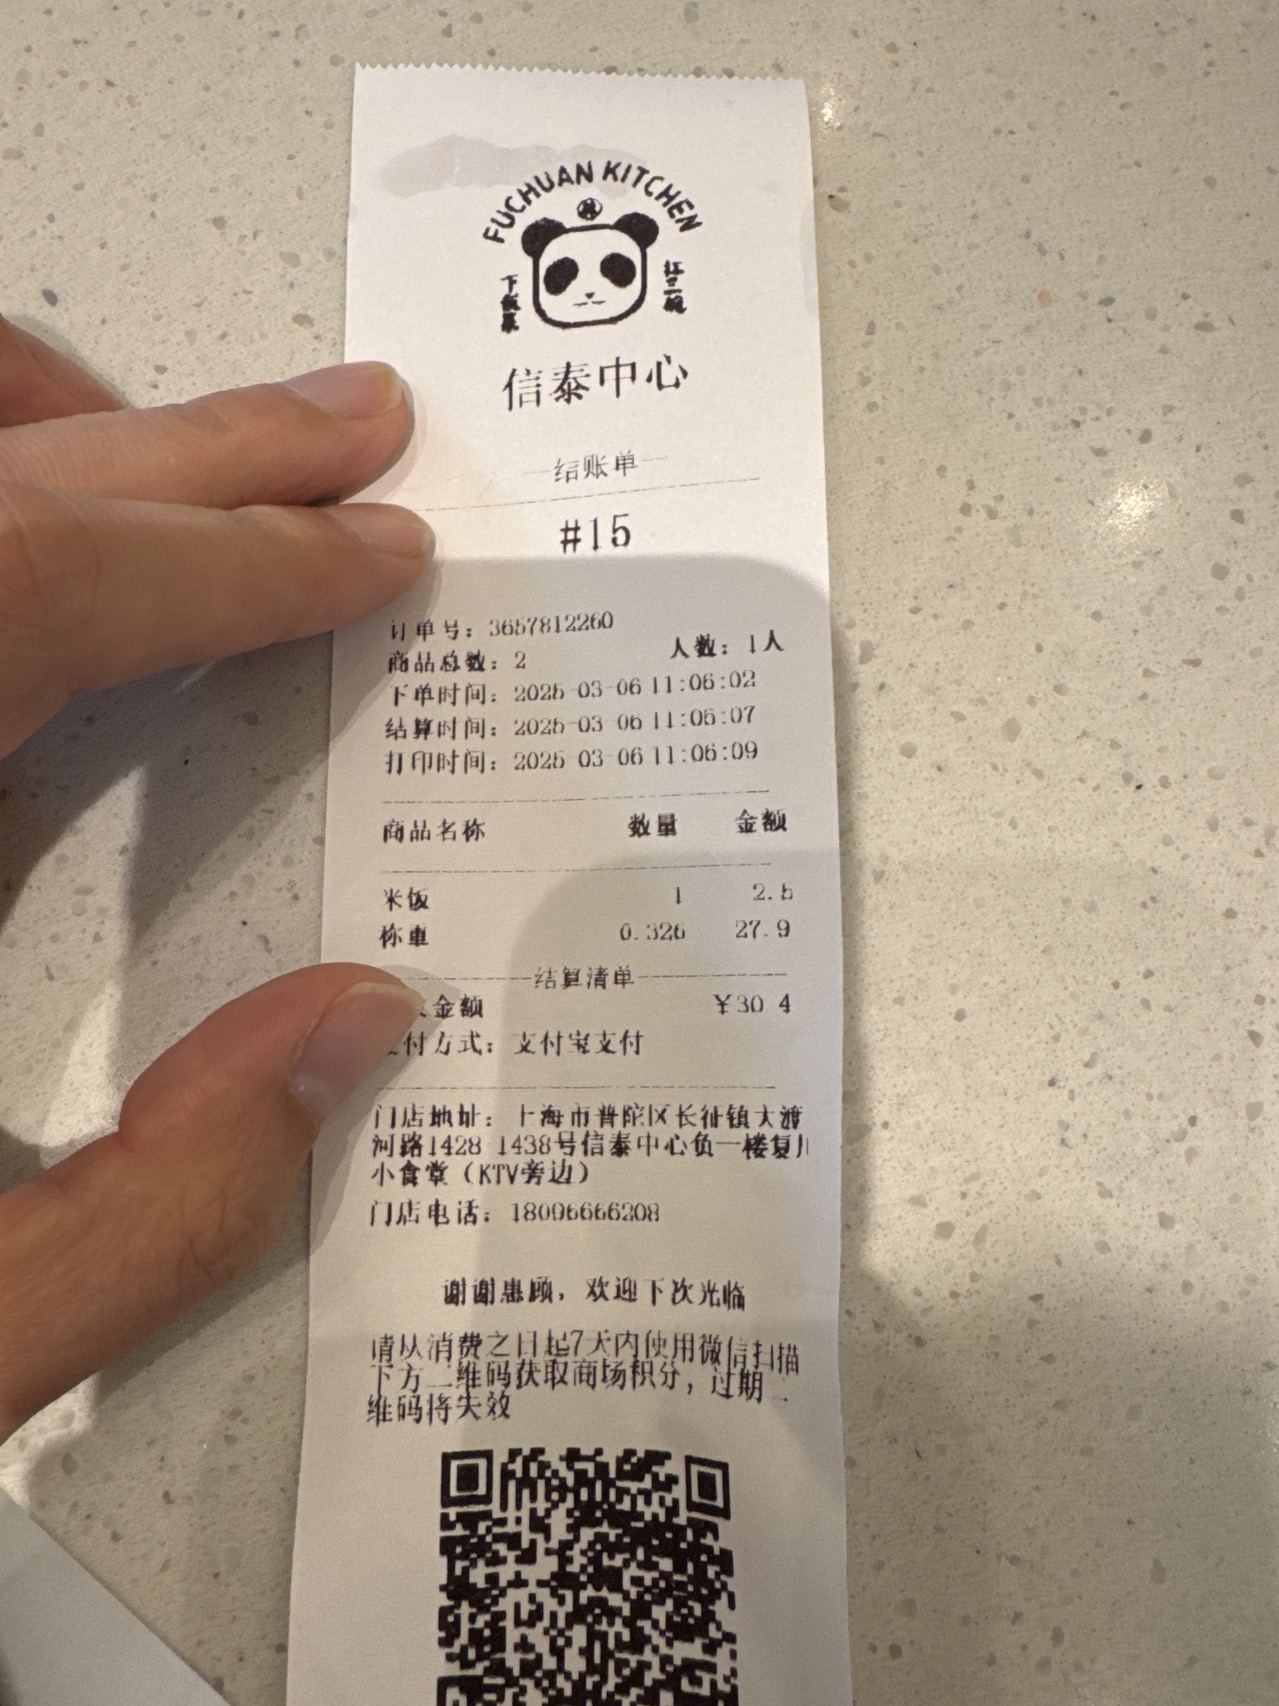 FUCHUAN KITCHEN
下饭菜
扛三碗
信泰中心
结账单
#15
订单号：3657812260
人数：1人
商品总数：2
下单时间：2025-03-06 11:06:02
结算时间：2025-03-06 11:06:07
打印时间：2025-03-06 11:06:09
商品名称 数量 金额
米饭 1 2.5
称重 0.326 27.9
结算清单
金额 ￥30.4
付方式：支付宝支付
门店地址：上海市普陀区长征镇大渡
河路1428-1438号信泰中心负一楼复川
小食堂（KTV旁边）
门店电话：18096666208
谢谢惠顾，欢迎下次光临
请从消费之日起7天内使用微信扫描
下方二维码获取商场积分，过期二
维码将失效